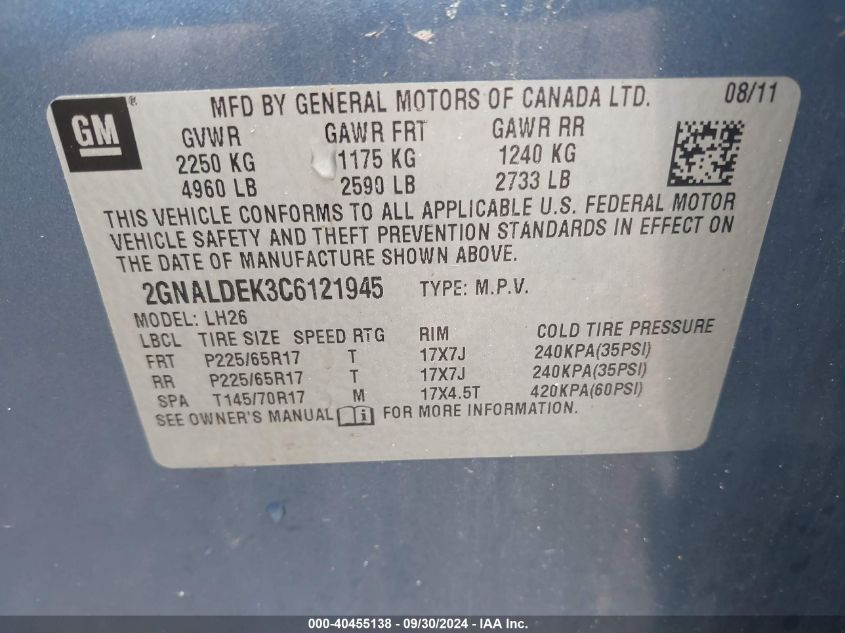 GM®
MFD BY GENERAL MOTORS OF CANADA LTD. 08/11
GVWR GAWR FRT GAWR RR
2250 KG 1175 KG 1240 KG
4960 LB 2590 LB 2733 LB
THIS VEHICLE CONFORMS TO ALL APPLICABLE U.S. FEDERAL MOTOR
VEHICLE SAFETY AND THEFT PREVENTION STANDARDS IN EFFECT ON
THE DATE OF MANUFACTURE SHOWN ABOVE.
2GNALDEK3C6121945 TYPE: M.P.V.
MODEL: LH26
LBCL TIRE SIZE SPEED RTG RIM COLD TIRE PRESSURE
FRT P225/65R17 T 17X7J 240KPA(35PSI)
RR P225/65R17 T 17X7J 240KPA(35PSI)
SPA T145/70R17 M 17X4.5T 420KPA(60PSI)
SEE OWNER'S MANUAL i FOR MORE INFORMATION.
000-40455138 - 09/30/2024 - IAA Inc.